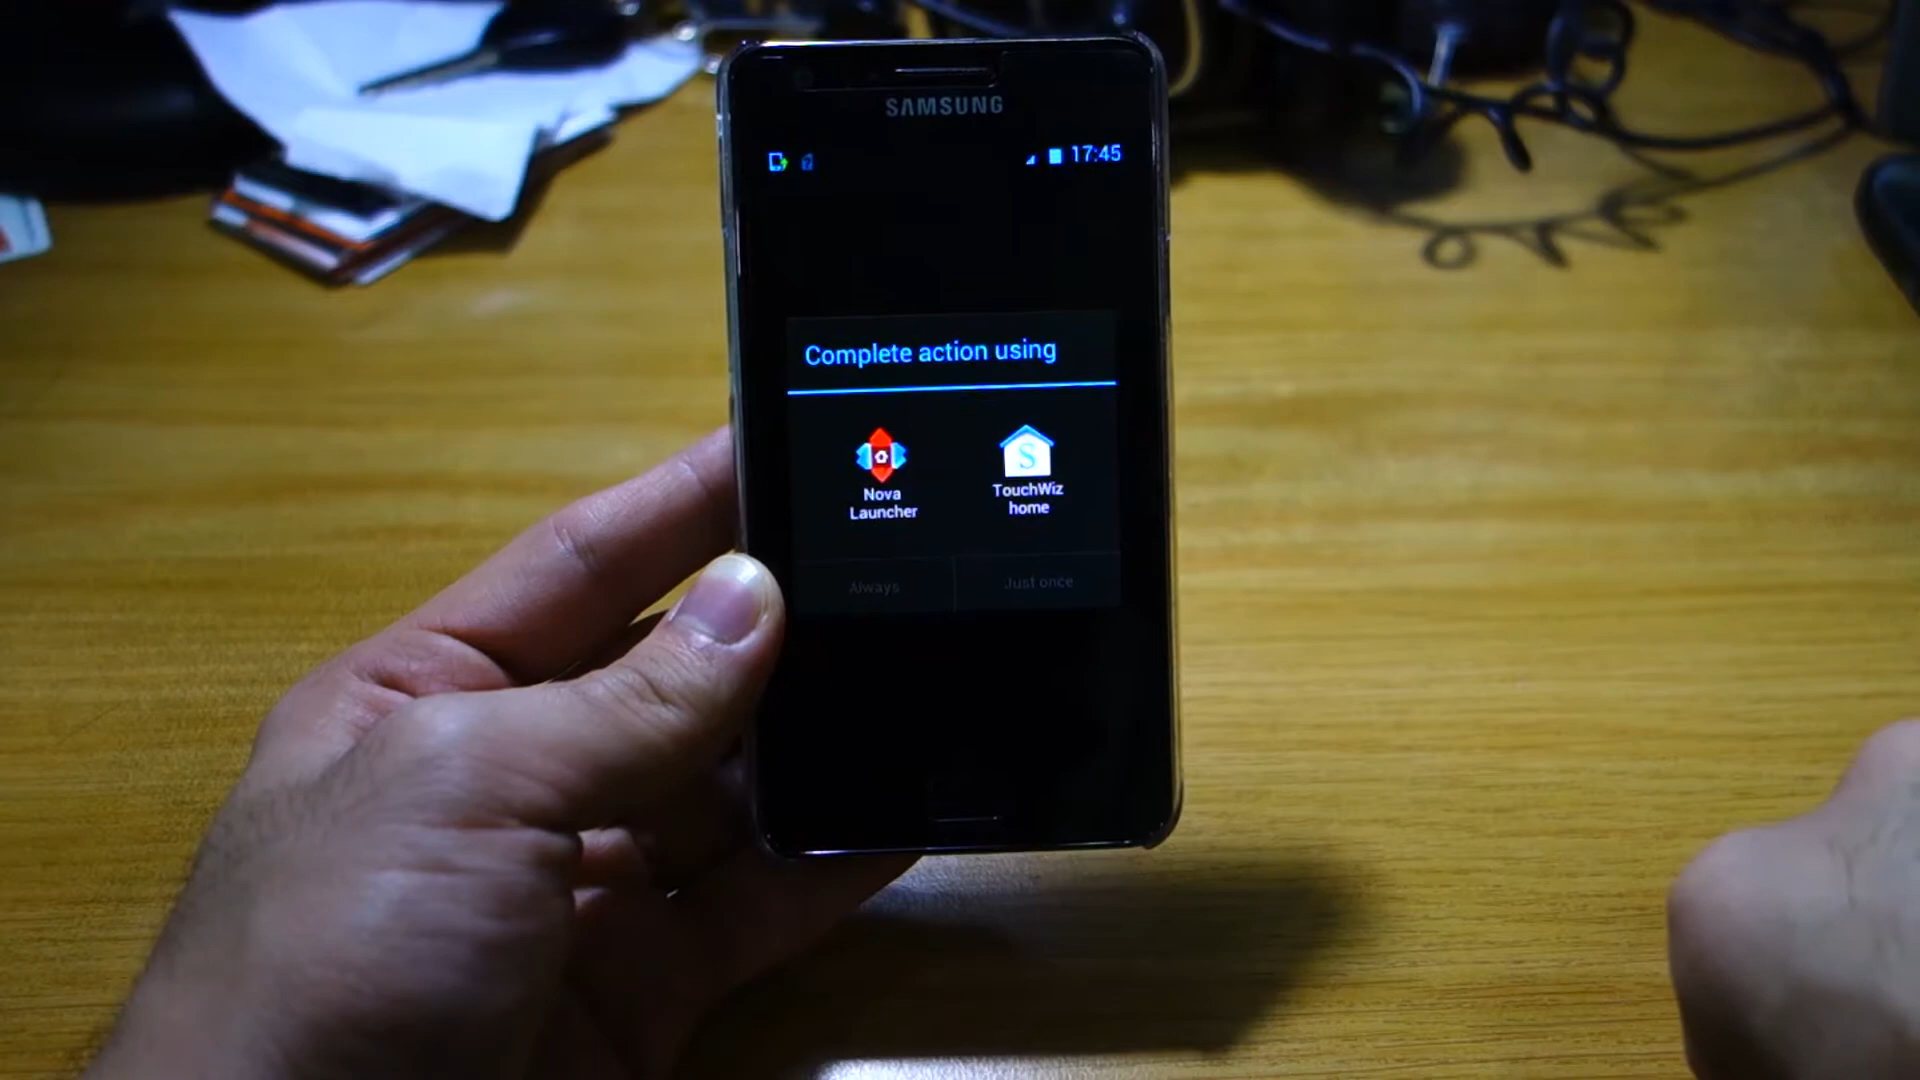 SAMSUNG
17:45
Complete action using
Nova
Launcher
TouchWiz
home
Always
Just once